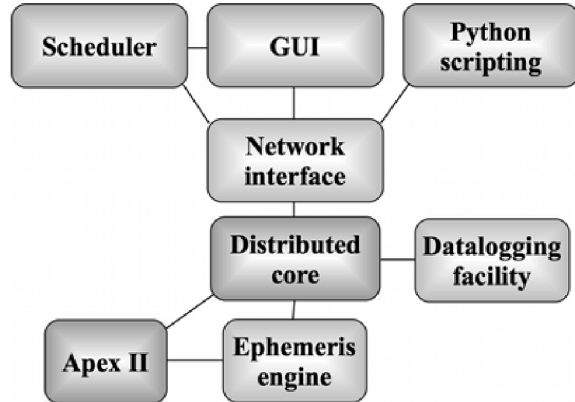 Scheduler
GUI
Python
scripting
Network
interface
Distributed
core
Datalogging
facility
Apex II
Ephemeris
engine